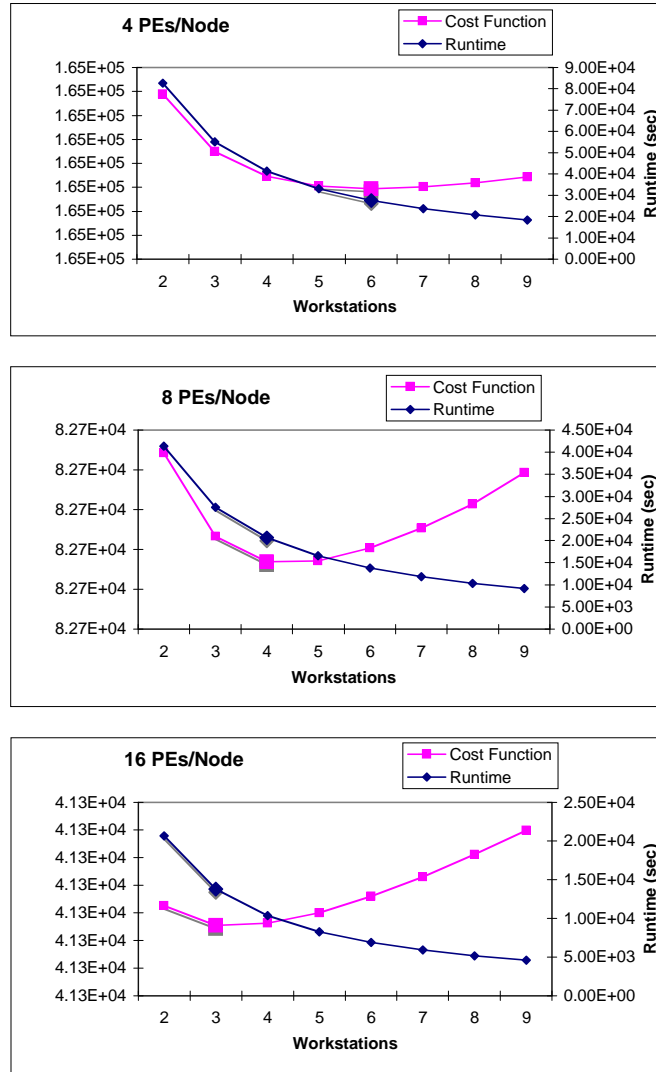 4 PEs/Node
Cost Function
Runtime
1.65E+05
1.65E+05
1.65E+05
1.65E+05
1.65E+05
1.65E+05
1.65E+05
1.65E+05
1.65E+05
9.00E+04
8.00E+04
7.00E+04
6.00E+04
5.00E+04
4.00E+04
3.00E+04
2.00E+04
1.00E+04
0.00E+00
Runtime (sec)
2 3 4 5 6 7 8 9
Workstations
8 PEs/Node
Cost Function
Runtime
8.27E+04
8.27E+04
8.27E+04
8.27E+04
8.27E+04
8.27E+04
4.50E+04
4.00E+04
3.50E+04
3.00E+04
2.50E+04
2.00E+04
1.50E+04
1.00E+04
5.00E+03
0.00E+00
Runtime (sec)
2 3 4 5 6 7 8 9
Workstations
16 PEs/Node
Cost Function
Runtime
4.13E+04
4.13E+04
4.13E+04
4.13E+04
4.13E+04
4.13E+04
4.13E+04
4.13E+04
2.50E+04
2.00E+04
1.50E+04
1.00E+04
5.00E+03
0.00E+00
Runtime (sec)
2 3 4 5 6 7 8 9
Workstations